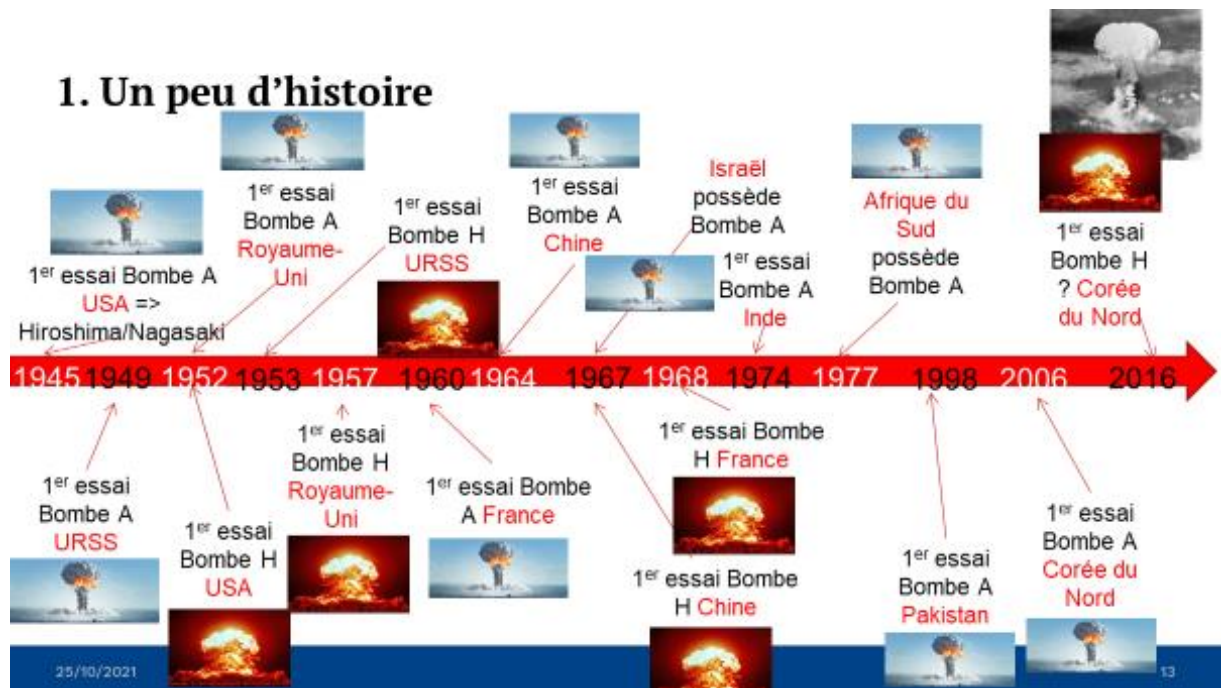 1. Un peu d’histoire
1er essai Bombe A
USA =>
Hiroshima/Nagasaki
1er essai
Bombe A
Royaume-
Uni
1er essai
Bombe H
URSS
1er essai
Bombe A
Chine
Israël
possède
Bombe A
1er essai
Bombe A
Inde
Afrique du
Sud
possède
Bombe A
1er essai
Bombe H
? Corée
du Nord
1945 1949 1952 1953 1957 1960 1964 1967 1968 1974 1977 1998 2006 2016
1er essai
Bombe A
URSS
1er essai
Bombe H
USA
1er essai
Bombe H
Royaume-
Uni
1er essai Bombe
A France
1er essai Bombe
H France
1er essai Bombe
H Chine
1er essai
Bombe A
Pakistan
1er essai
Bombe A
Corée du
Nord
25/10/2021
13